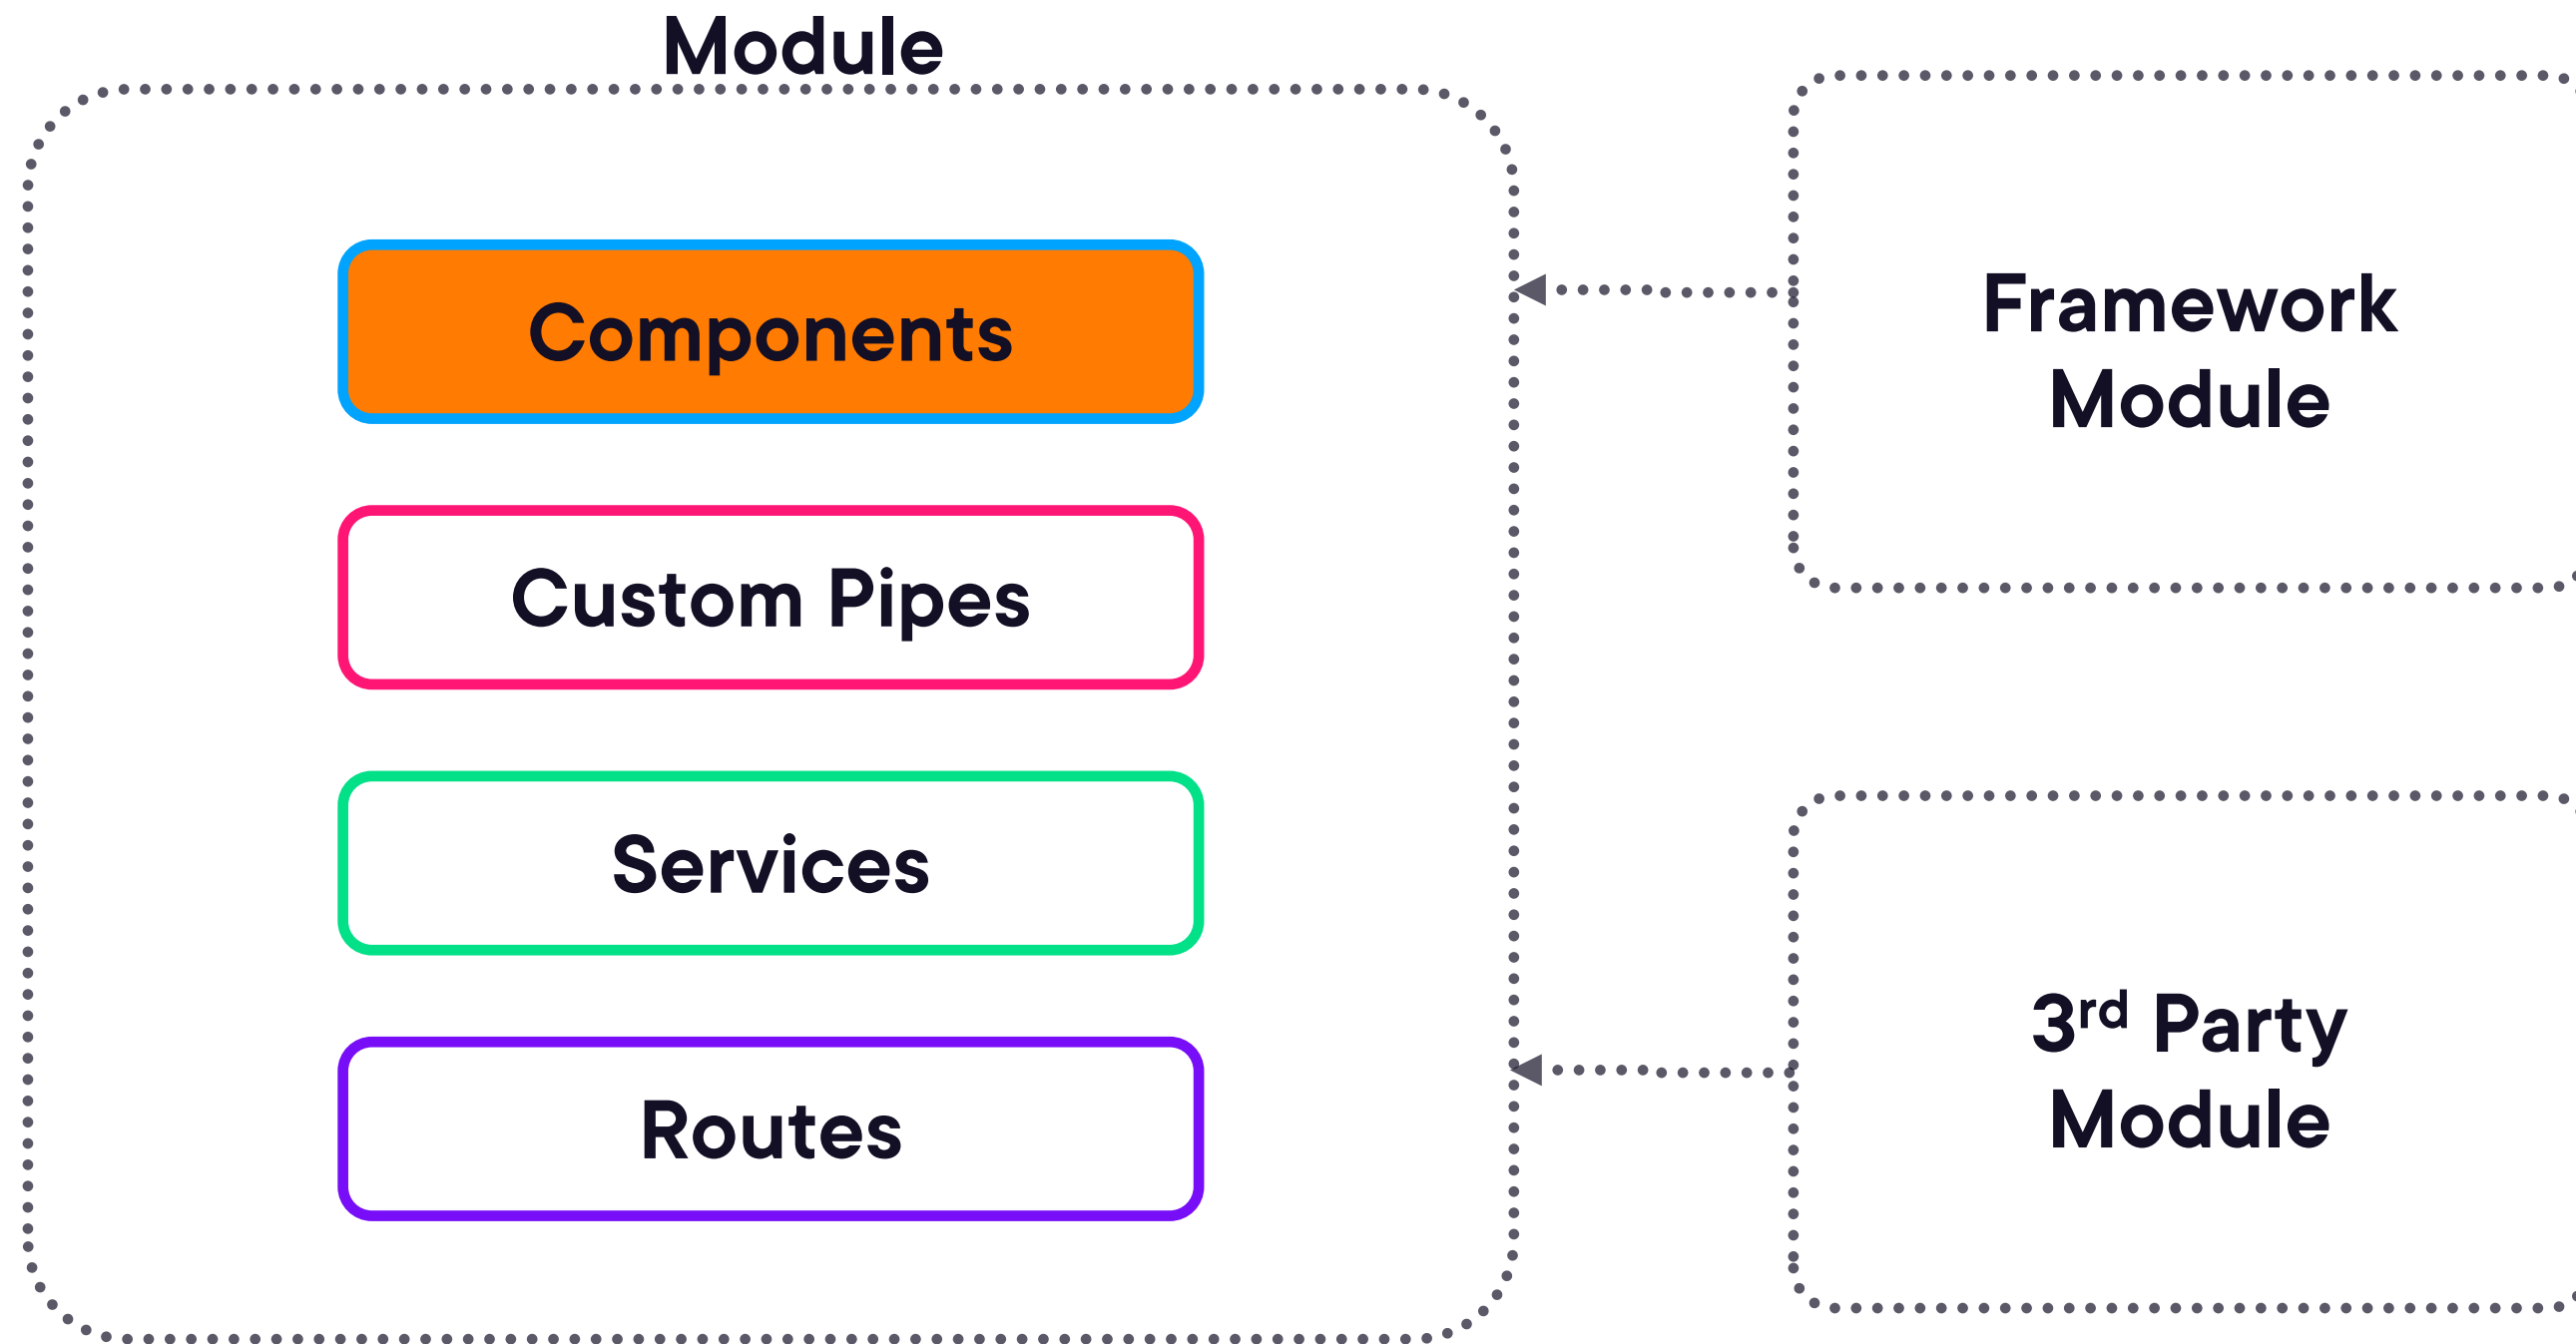 Module
Components
Custom Pipes
Services
Routes
Framework
Module
3rd Party
Module